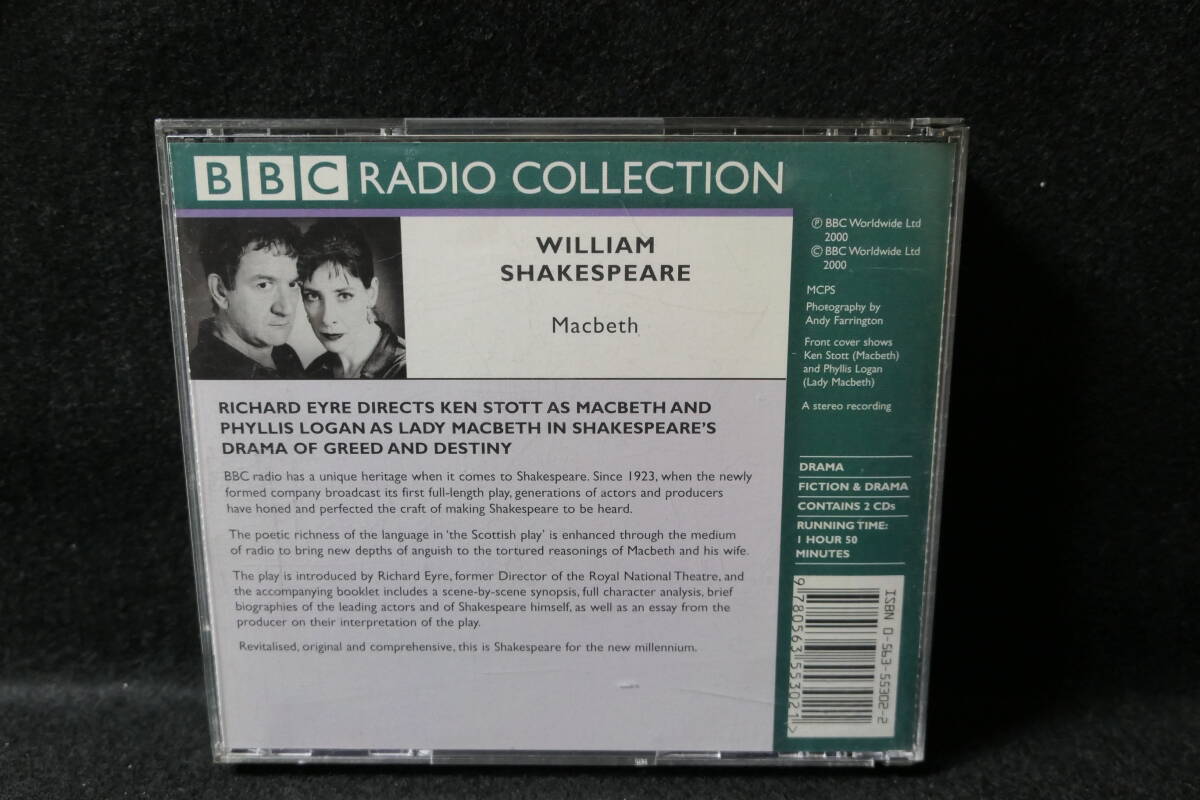 BBC RADIO COLLECTION
WILLIAM
SHAKESPEARE
Macbeth
RICHARD EYRE DIRECTS KEN STOTT AS MACBETH AND
PHYLLIS LOGAN AS LADY MACBETH IN SHAKESPEARE'S
DRAMA OF GREED AND DESTINY
BBC radio has a unique heritage when it comes to Shakespeare. Since 1923, when the newly
formed company broadcast its first full-length play, generations of actors and producers
have honed and perfected the craft of making Shakespeare to be heard.
The poetic richness of the language in 'the Scottish play' is enhanced through the medium
of radio to bring new depths of anguish to the tortured reasonings of Macbeth and his wife.
The play is introduced by Richard Eyre, former Director of the Royal National Theatre, and
the accompanying booklet includes a scene-by-scene synopsis, full character analysis, brief
biographies of the leading actors and of Shakespeare himself, as well as an essay from the
producer on their interpretation of the play.
Revitalised, original and comprehensive, this is Shakespeare for the new millennium.
℗ BBC Worldwide Ltd
2000
© BBC Worldwide Ltd
2000
MCPS
Photography by
Andy Farrington
Front cover shows
Ken Stott (Macbeth)
and Phyllis Logan
(Lady Macbeth)
A stereo recording
DRAMA
FICTION & DRAMA
CONTAINS 2 CDs
RUNNING TIME:
1 HOUR 50
MINUTES
ISBN 0-563-55302-2
9 780563 553021 >